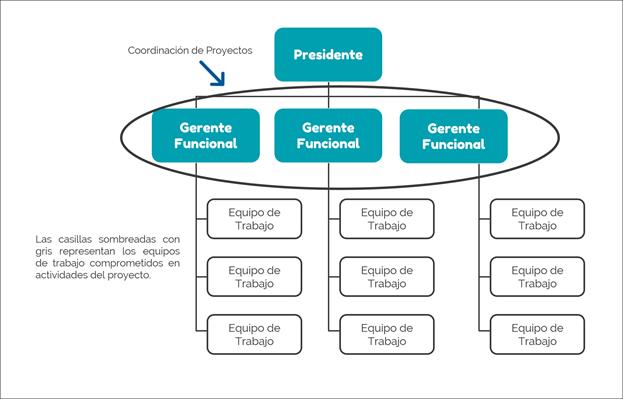 Coordinación de Proyectos
Presidente
Gerente
Funcional
Gerente
Funcional
Gerente
Funcional
Las casillas sombreadas con
gris representan los equipos
de trabajo comprometidos en
actividades del proyecto.
Equipo de
Trabajo
Equipo de
Trabajo
Equipo de
Trabajo
Equipo de
Trabajo
Equipo de
Trabajo
Equipo de
Trabajo
Equipo de
Trabajo
Equipo de
Trabajo
Equipo de
Trabajo